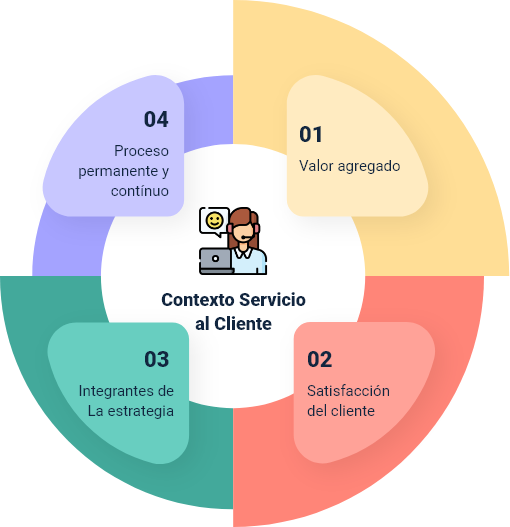 Contexto Servicio
al Cliente
01
Valor agregado
02
Satisfacción
del cliente
03
Integrantes de
La estrategia
04
Proceso
permanente y
contínuo